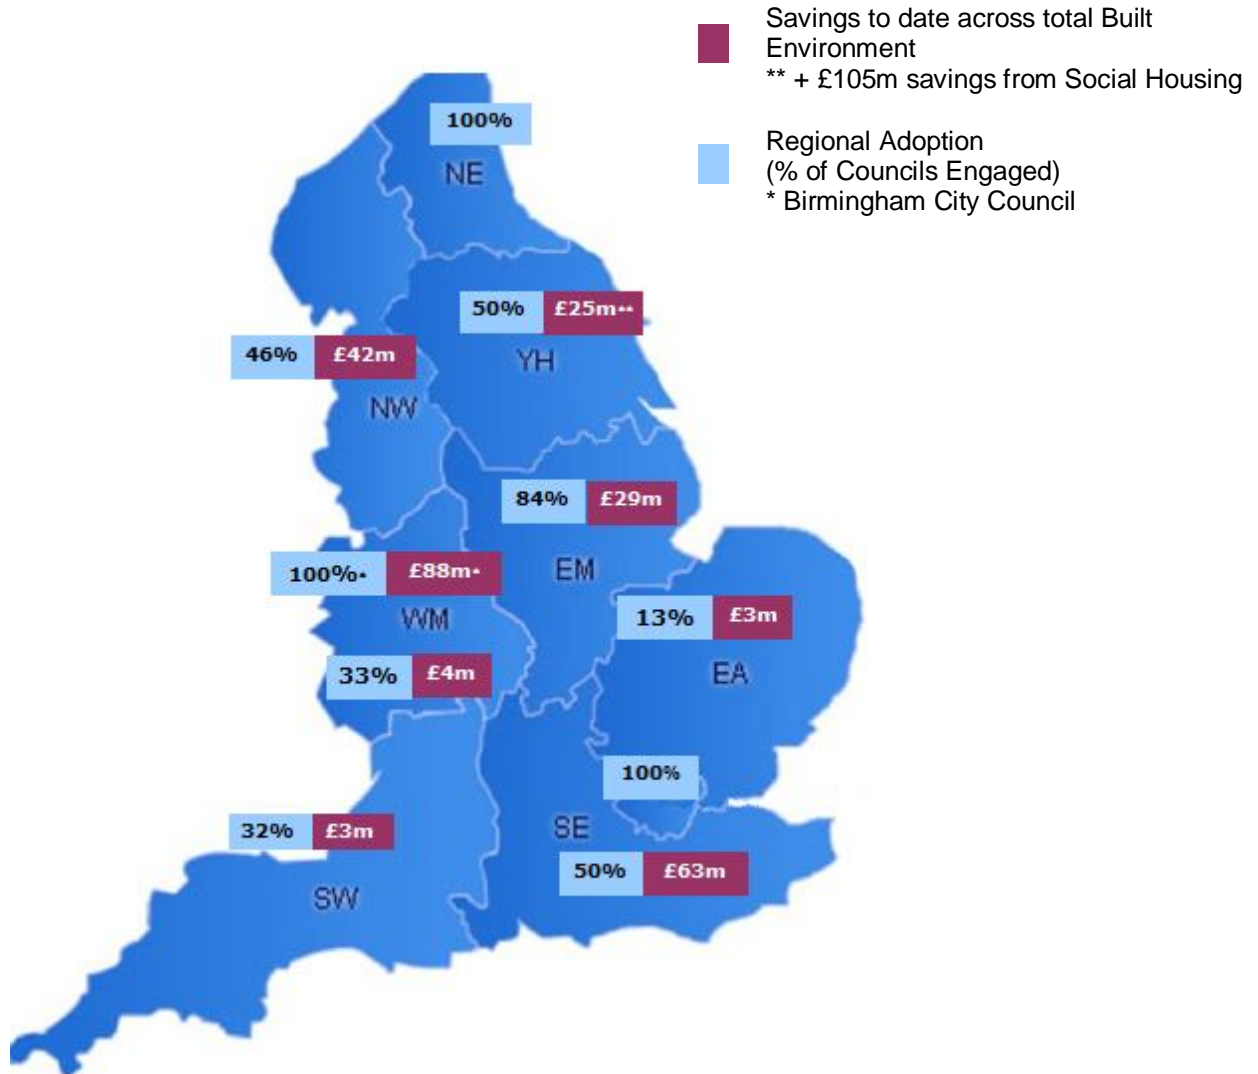 Savings to date across total Built
Environment
** + £105m savings from Social Housing
Regional Adoption
(% of Councils Engaged)
* Birmingham City Council
100%
NE
50% £25m**
YH
46% £42m
NW
84% £29m
EM
100%* £88m*
WM
33% £4m
13% £3m
EA
100%
SE
50% £63m
32% £3m
SW